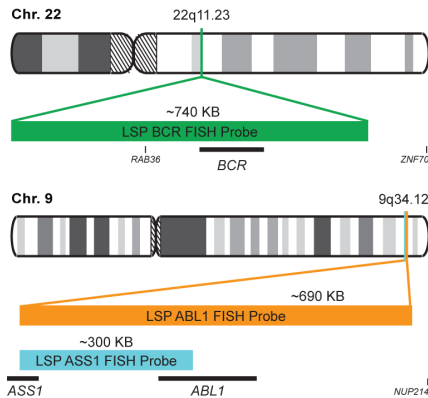 Chr. 22
22q11.23
~740 KB
LSP BCR FISH Probe
RAB36
BCR
ZNF70
Chr. 9
9q34.12
~690 KB
LSP ABL1 FISH Probe
~300 KB
LSP ASS1 FISH Probe
ASS1
ABL1
NUP214